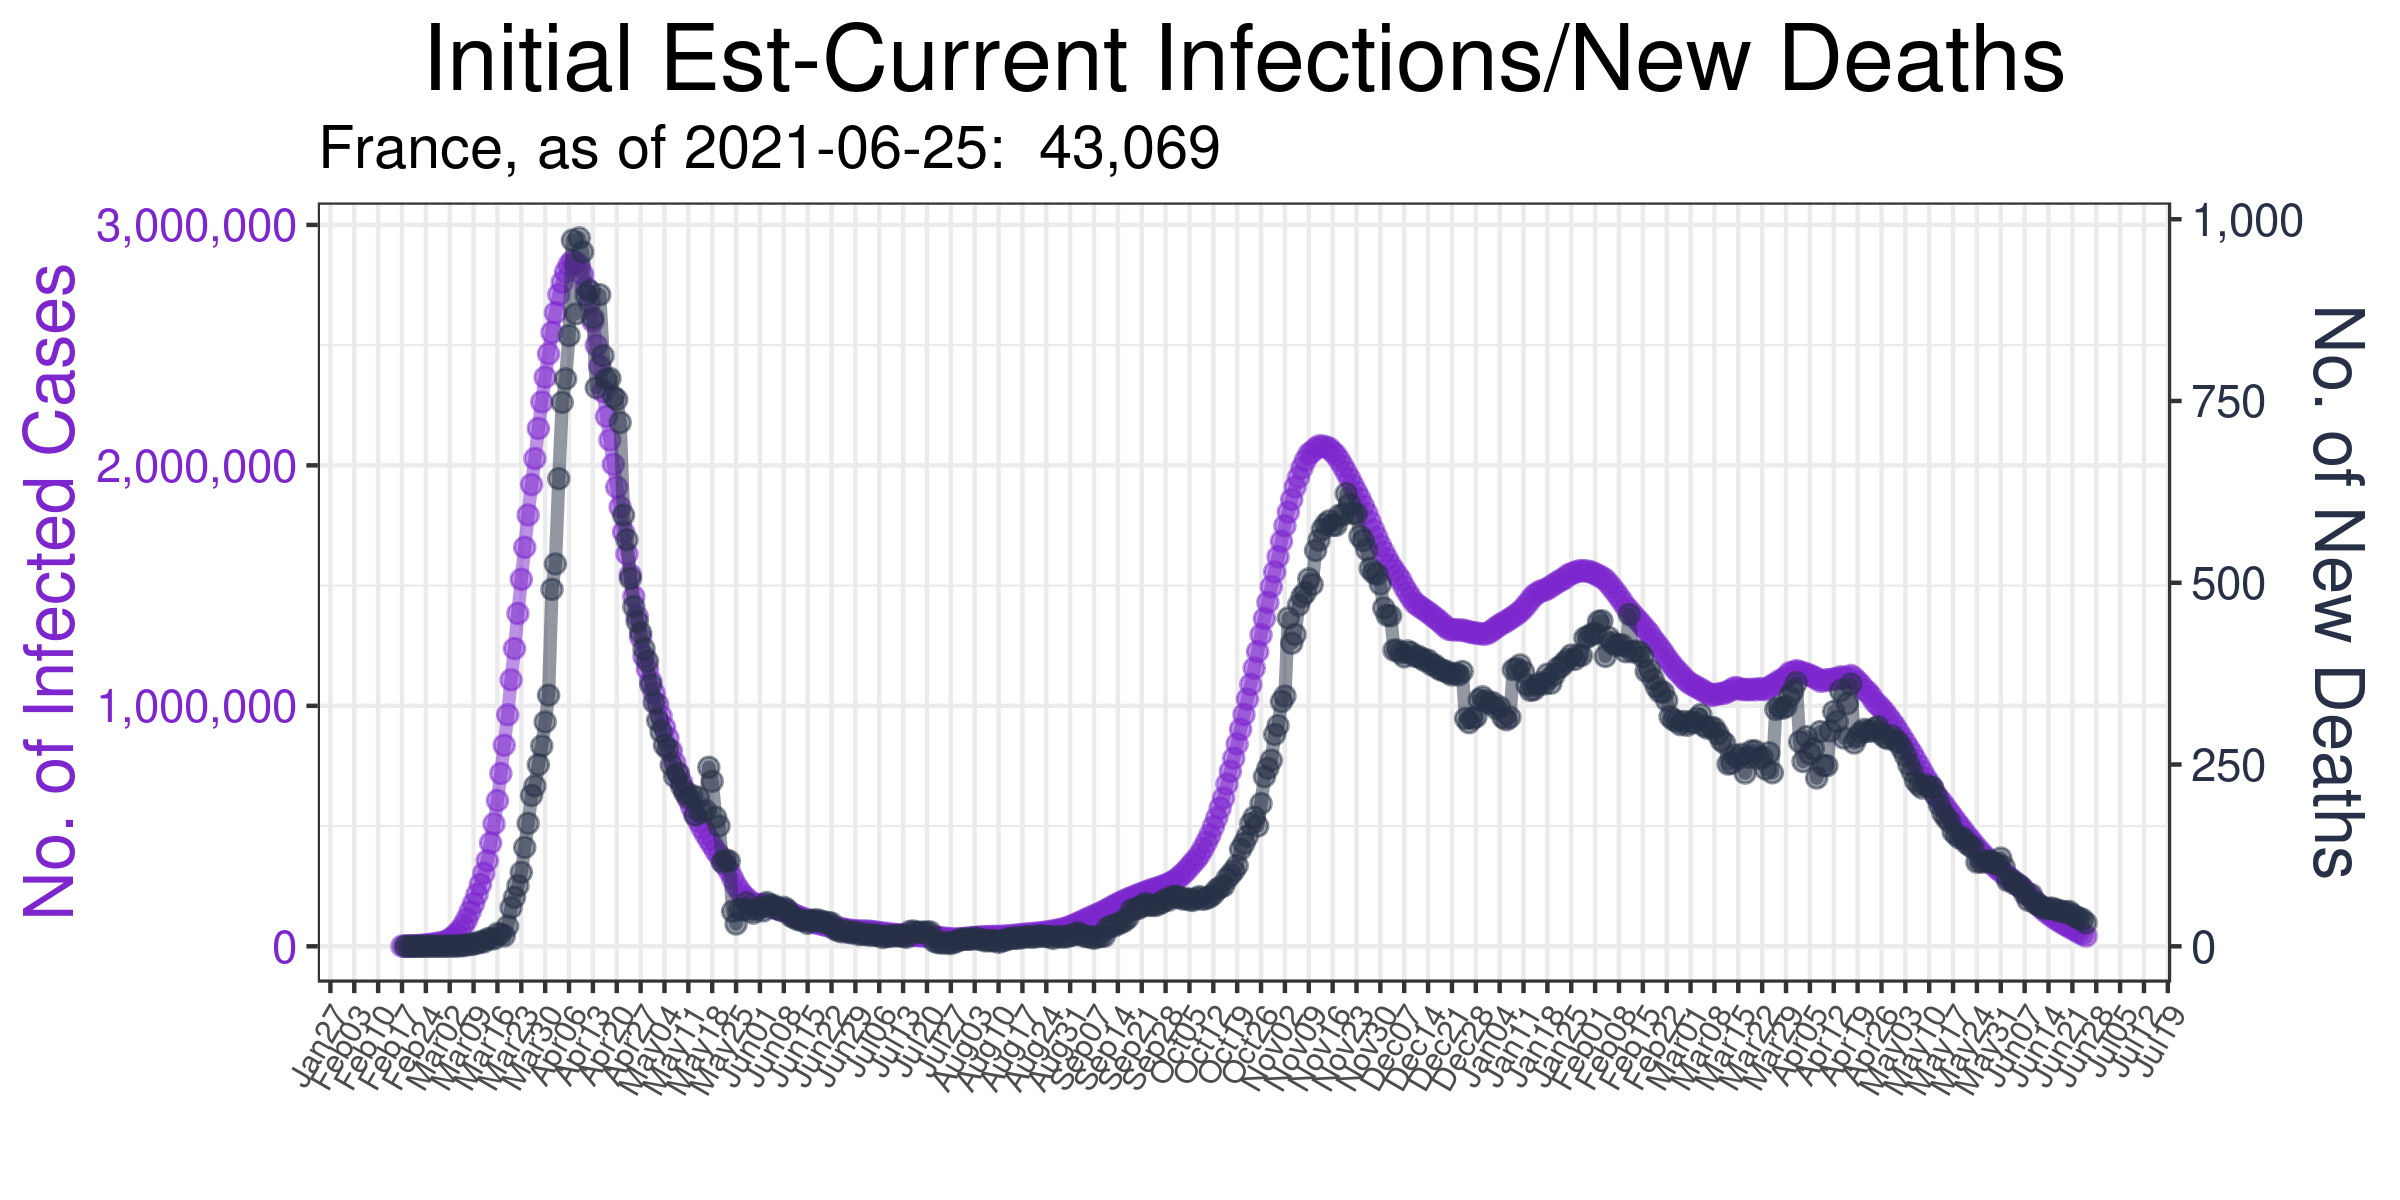 Initial Est-Current Infections/New Deaths
France, as of 2021-06-25:  43,069
No. of Infected Cases
3,000,000
2,000,000
1,000,000
0
1,000
750
500
250
0
No. of New Deaths
Jan27
Feb03
Feb10
Feb17
Feb24
Mar02
Mar09
Mar16
Mar23
Mar30
Apr06
Apr13
Apr20
Apr27
May04
May11
May18
May25
Jun01
Jun08
Jun15
Jun22
Jun29
Jul06
Jul13
Jul20
Jul27
Aug03
Aug10
Aug17
Aug24
Aug31
Sep07
Sep14
Sep21
Sep28
Oct05
Oct12
Oct19
Oct26
Nov02
Nov09
Nov16
Nov23
Nov30
Dec07
Dec14
Dec21
Dec28
Jan04
Jan11
Jan18
Jan25
Feb01
Feb08
Feb15
Feb22
Mar01
Mar08
Mar15
Mar22
Mar29
Apr05
Apr12
Apr19
Apr26
May03
May10
May17
May24
May31
Jun07
Jun14
Jun21
Jun28
Jul05
Jul12
Jul19